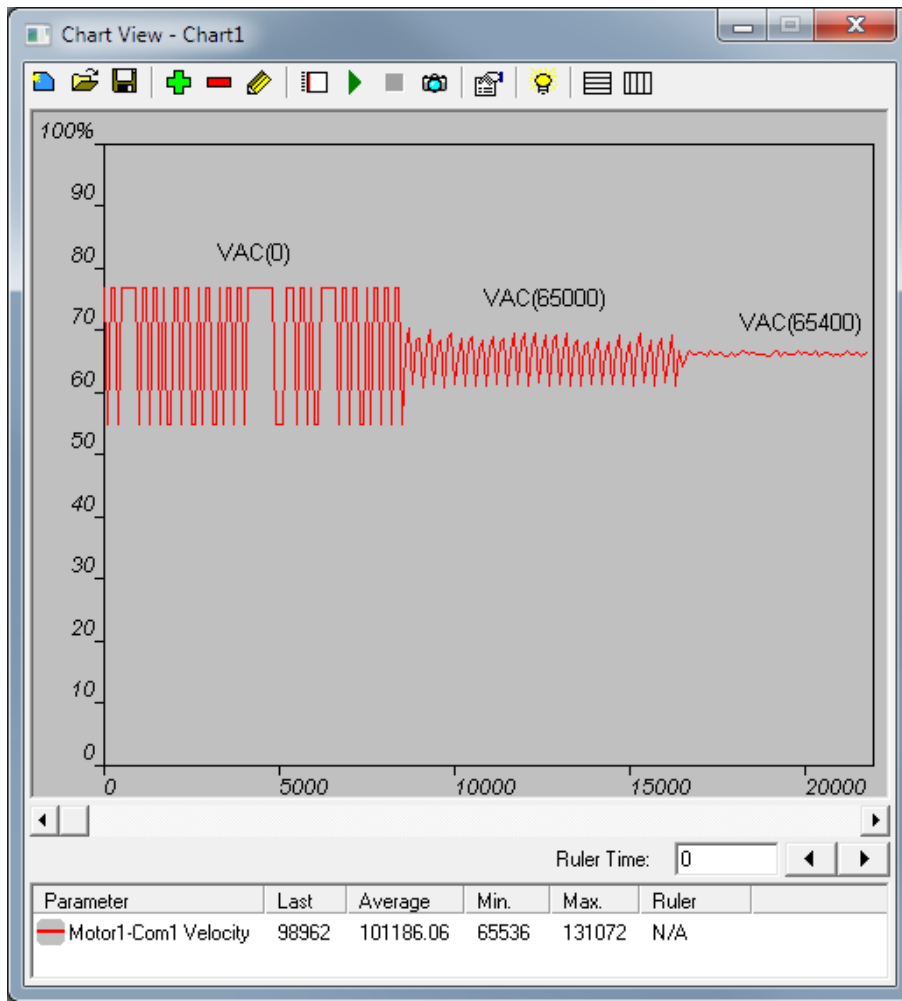 Chart View - Chart1
100%
90
80
70
60
50
40
30
20
10
0
VAC(0)
VAC(65000)
VAC(65400)
0 5000 10000 15000 20000
Ruler Time: 0
Parameter Last Average Min. Max. Ruler
Motor1-Com1 Velocity 98962 101186.06 65536 131072 N/A